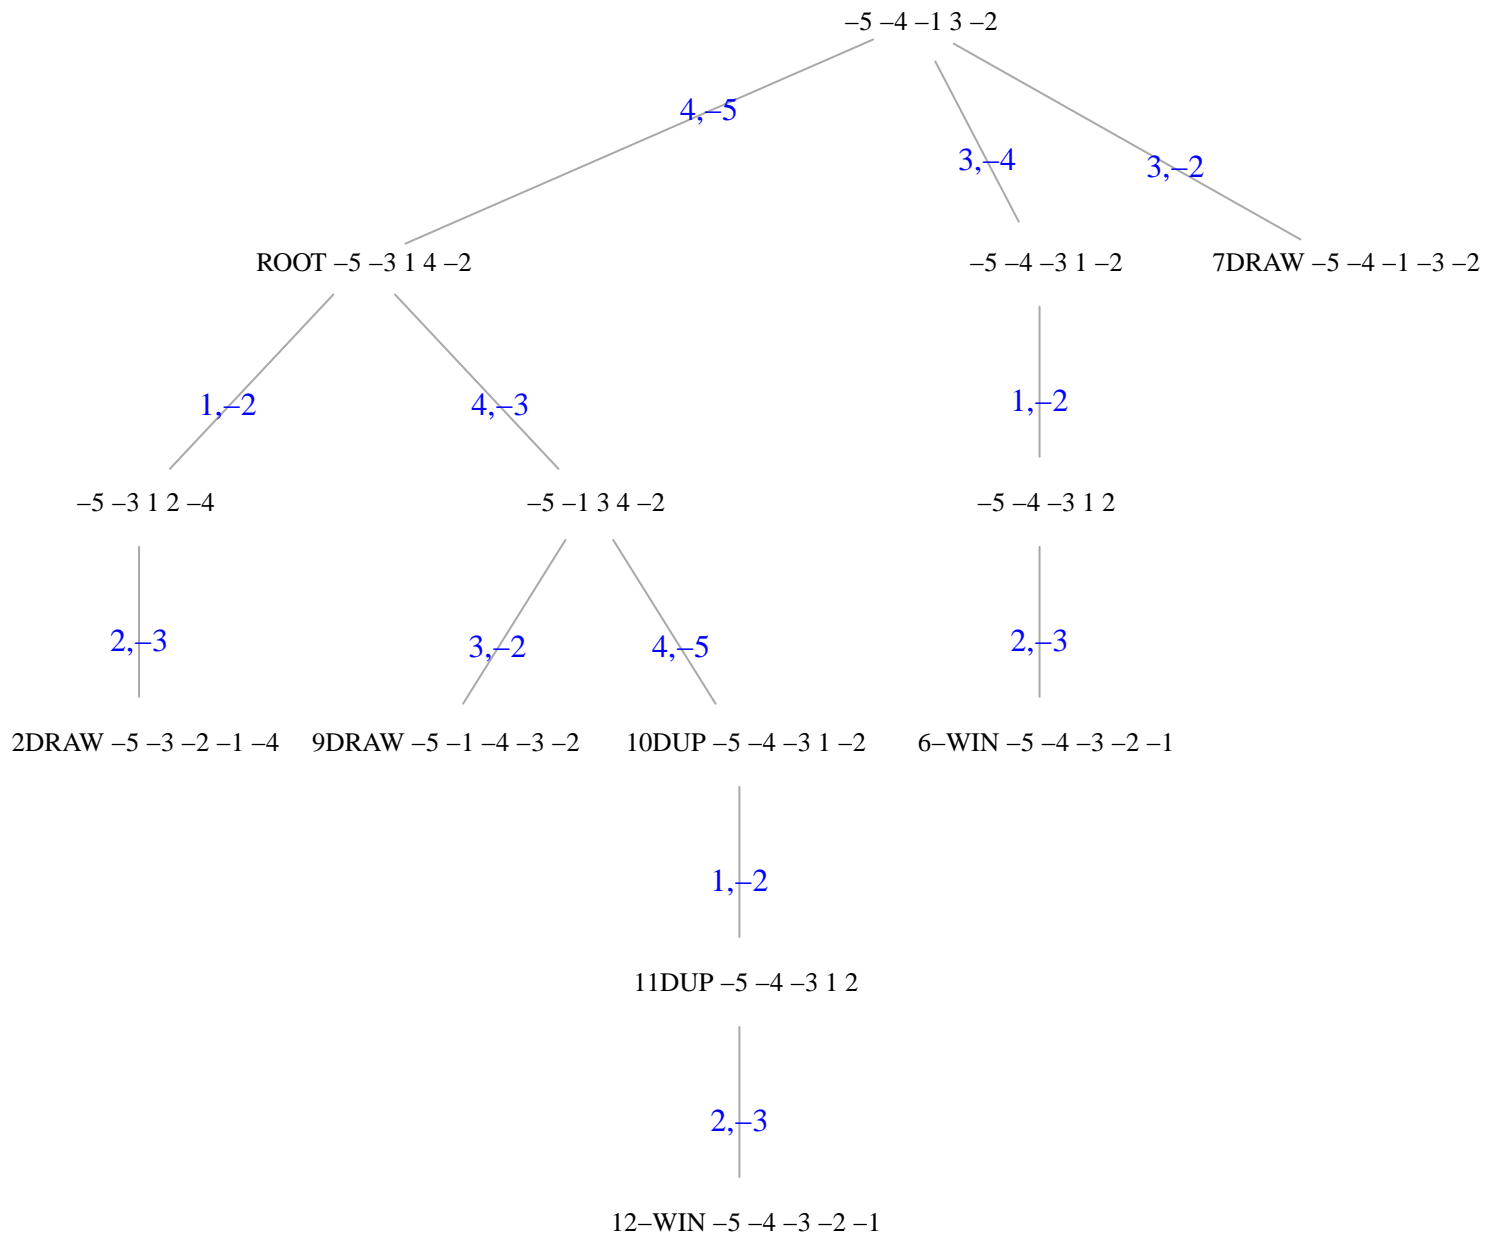 –5 –4 –1 3 –2
4,–5
3,–4
3,–2
ROOT –5 –3 1 4 –2
–5 –4 –3 1 –2
7DRAW –5 –4 –1 –3 –2
1,–2
4,–3
1,–2
–5 –3 1 2 –4
–5 –1 3 4 –2
–5 –4 –3 1 2
2,–3
3,–2
4,–5
2,–3
2DRAW –5 –3 –2 –1 –4
9DRAW –5 –1 –4 –3 –2
10DUP –5 –4 –3 1 –2
6–WIN –5 –4 –3 –2 –1
1,–2
11DUP –5 –4 –3 1 2
2,–3
12–WIN –5 –4 –3 –2 –1